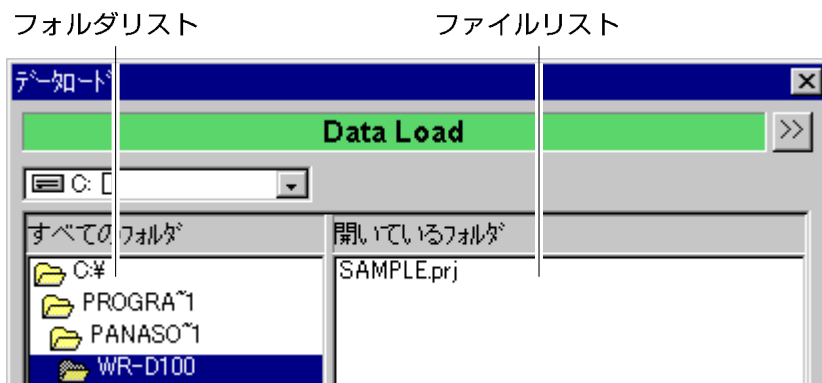 フォルダリスト
ファイルリスト
データロード
Data Load
>>
C: [
すべてのフォルダ
開いているフォルダ
C:¥
SAMPLE.prj
PROGRA~1
PANASO~1
WR-D100